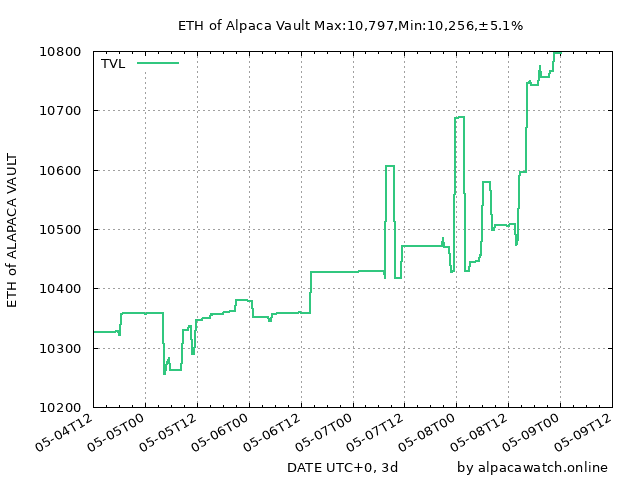 ETH of Alpaca Vault Max:10,797,Min:10,256,±5.1%
TVL
ETH of ALAPACA VAULT
10800
10700
10600
10500
10400
10300
10200
05-04T12
05-05T00
05-05T12
05-06T00
05-06T12
05-07T00
05-07T12
05-08T00
05-08T12
05-09T00
05-09T12
DATE UTC+0, 3d
by alpacawatch.online